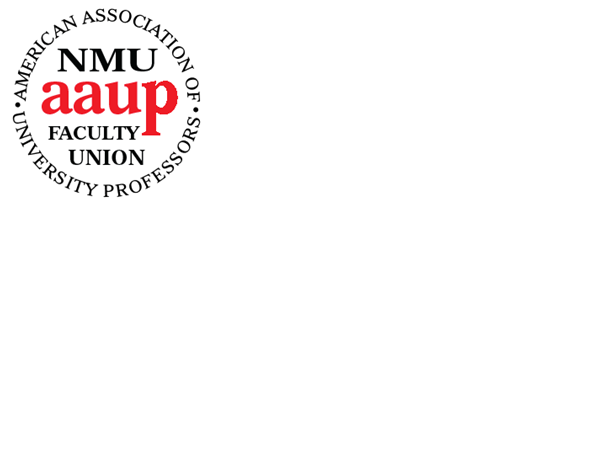 · AMERICAN ASSOCIATION OF ·
NMU
aaup
FACULTY
UNION
UNIVERSITY PROFESSORS